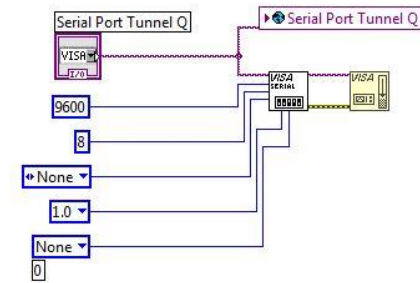 Serial Port Tunnel Q
Serial Port Tunnel Q
VISA
I/O
VISA
SERIAL
VISA
9600
8
None
1.0
None
0